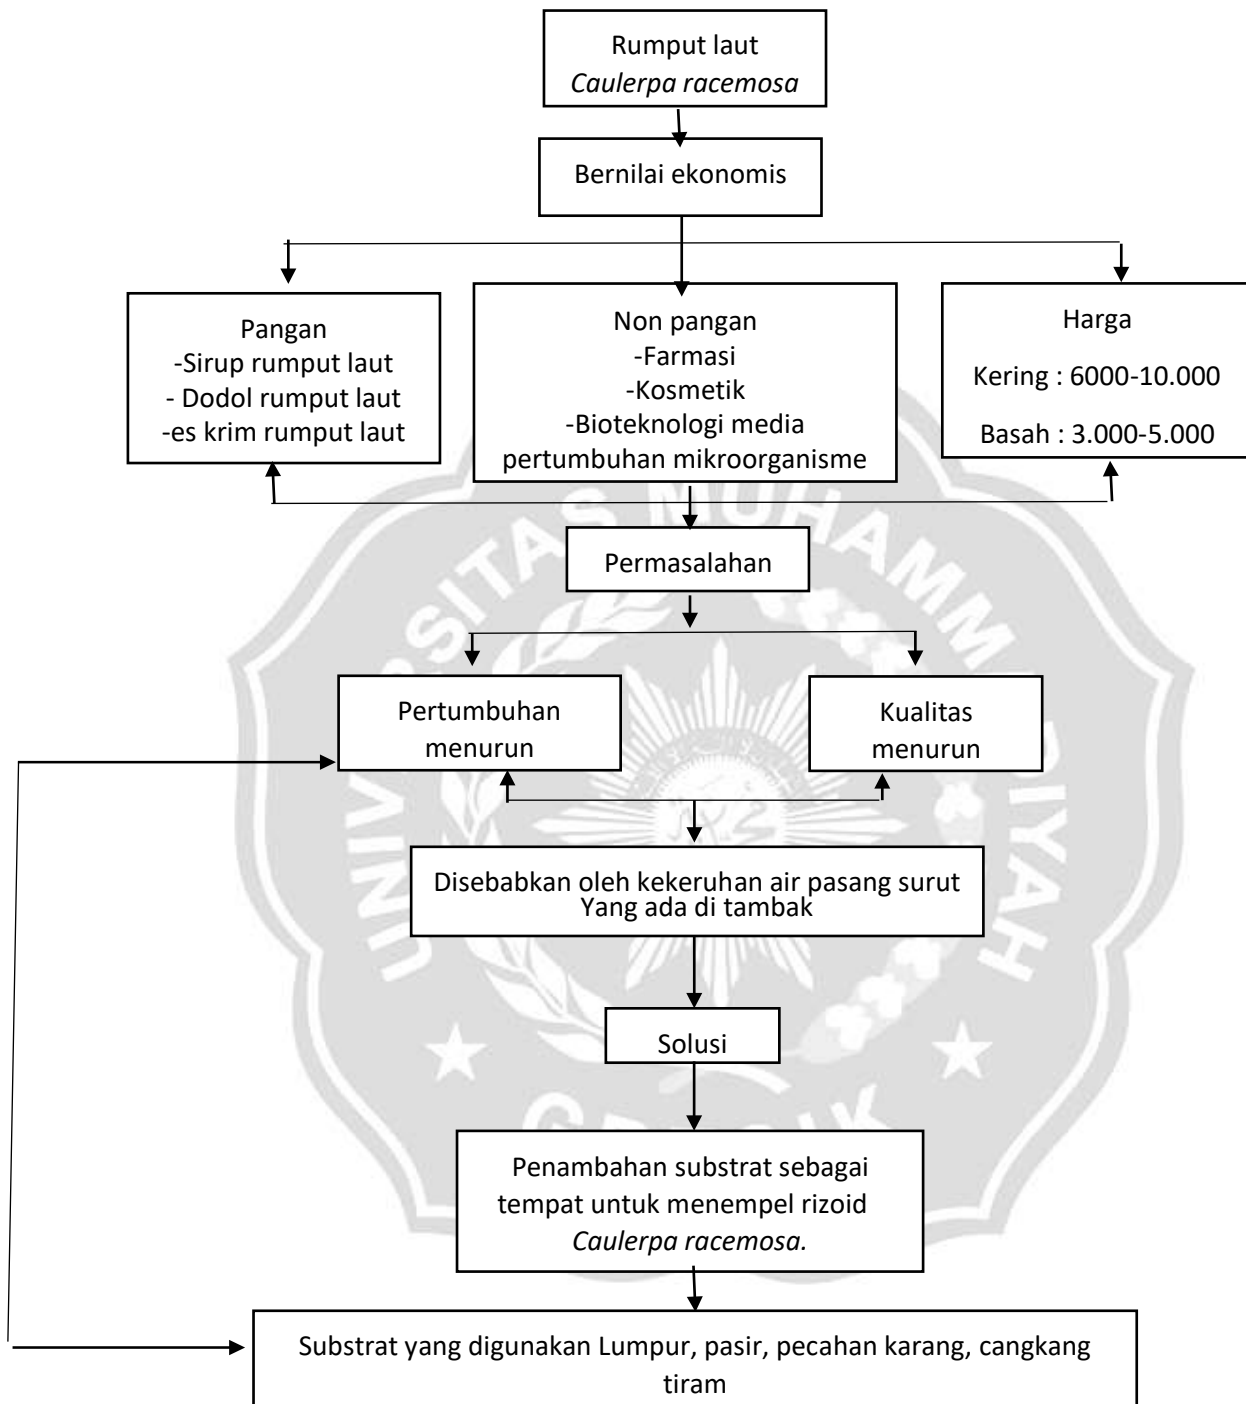 Rumput laut
Caulerpa racemosa
Bernilai ekonomis
Pangan
-Sirup rumput laut
- Dodol rumput laut
-es krim rumput laut
Non pangan
-Farmasi
-Kosmetik
-Bioteknologi media
pertumbuhan mikroorganisme
Harga
Kering : 6000-10.000
Basah : 3.000-5.000
Permasalahan
Pertumbuhan
menurun
Kualitas
menurun
Disebabkan oleh kekeruhan air pasang surut
Yang ada di tambak
Solusi
Penambahan substrat sebagai
tempat untuk menempel rizoid
Caulerpa racemosa.
Substrat yang digunakan Lumpur, pasir, pecahan karang, cangkang
tiram
UNIVERSITAS MUHAMMADIYAH
GRESIK